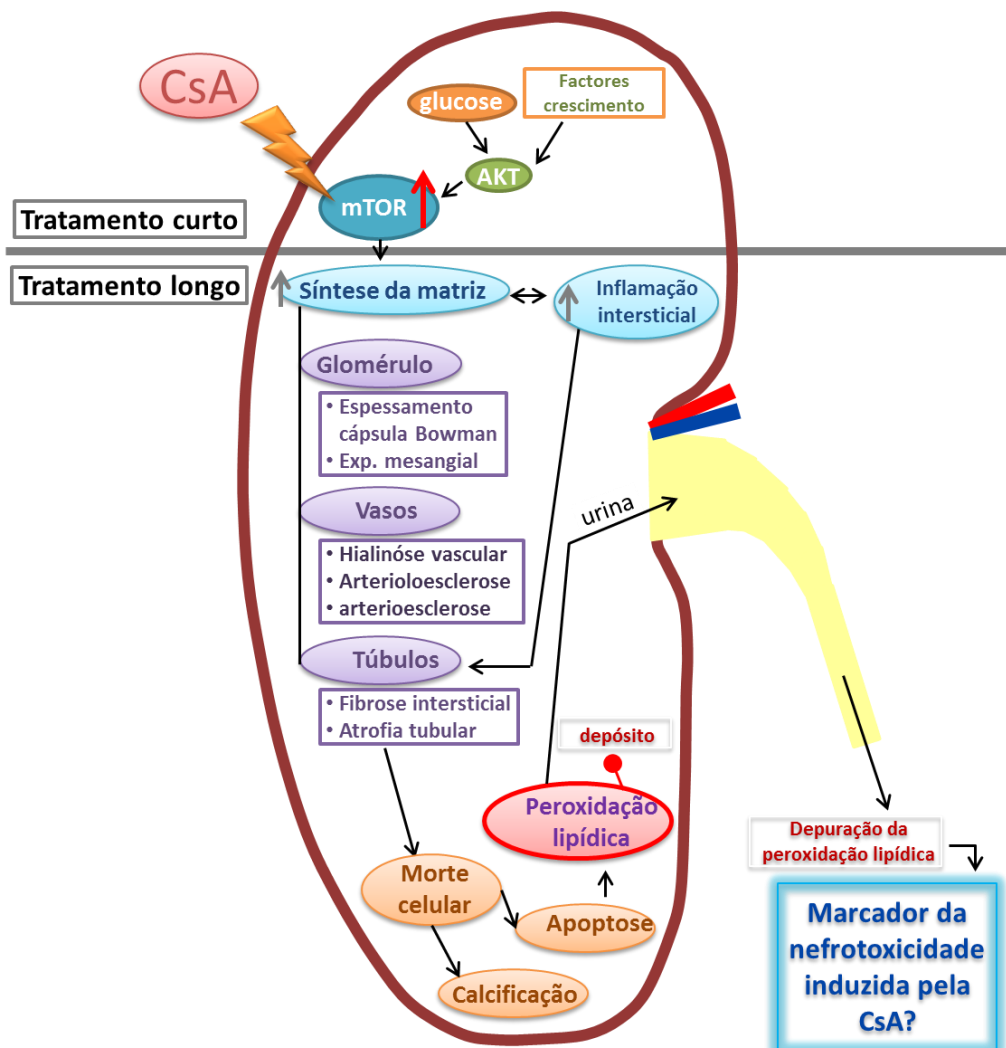 CsA
glucose
Factores
crescimento
AKT
mTOR
Tratamento curto
Tratamento longo
Síntese da matriz
Inflamação
intersticial
Glomérulo
• Espessamento
cápsula Bowman
• Exp. mesangial
Vasos
• Hialinóse vascular
• Arterioloesclerose
• arterioesclerose
urina
Túbulos
• Fibrose intersticial
• Atrofia tubular
depósito
Peroxidação
lipídica
Depuração da
peroxidação lipídica
Morte
celular
Apoptose
Calcificação
Marcador da
nefrotoxicidade
induzida pela
CsA?